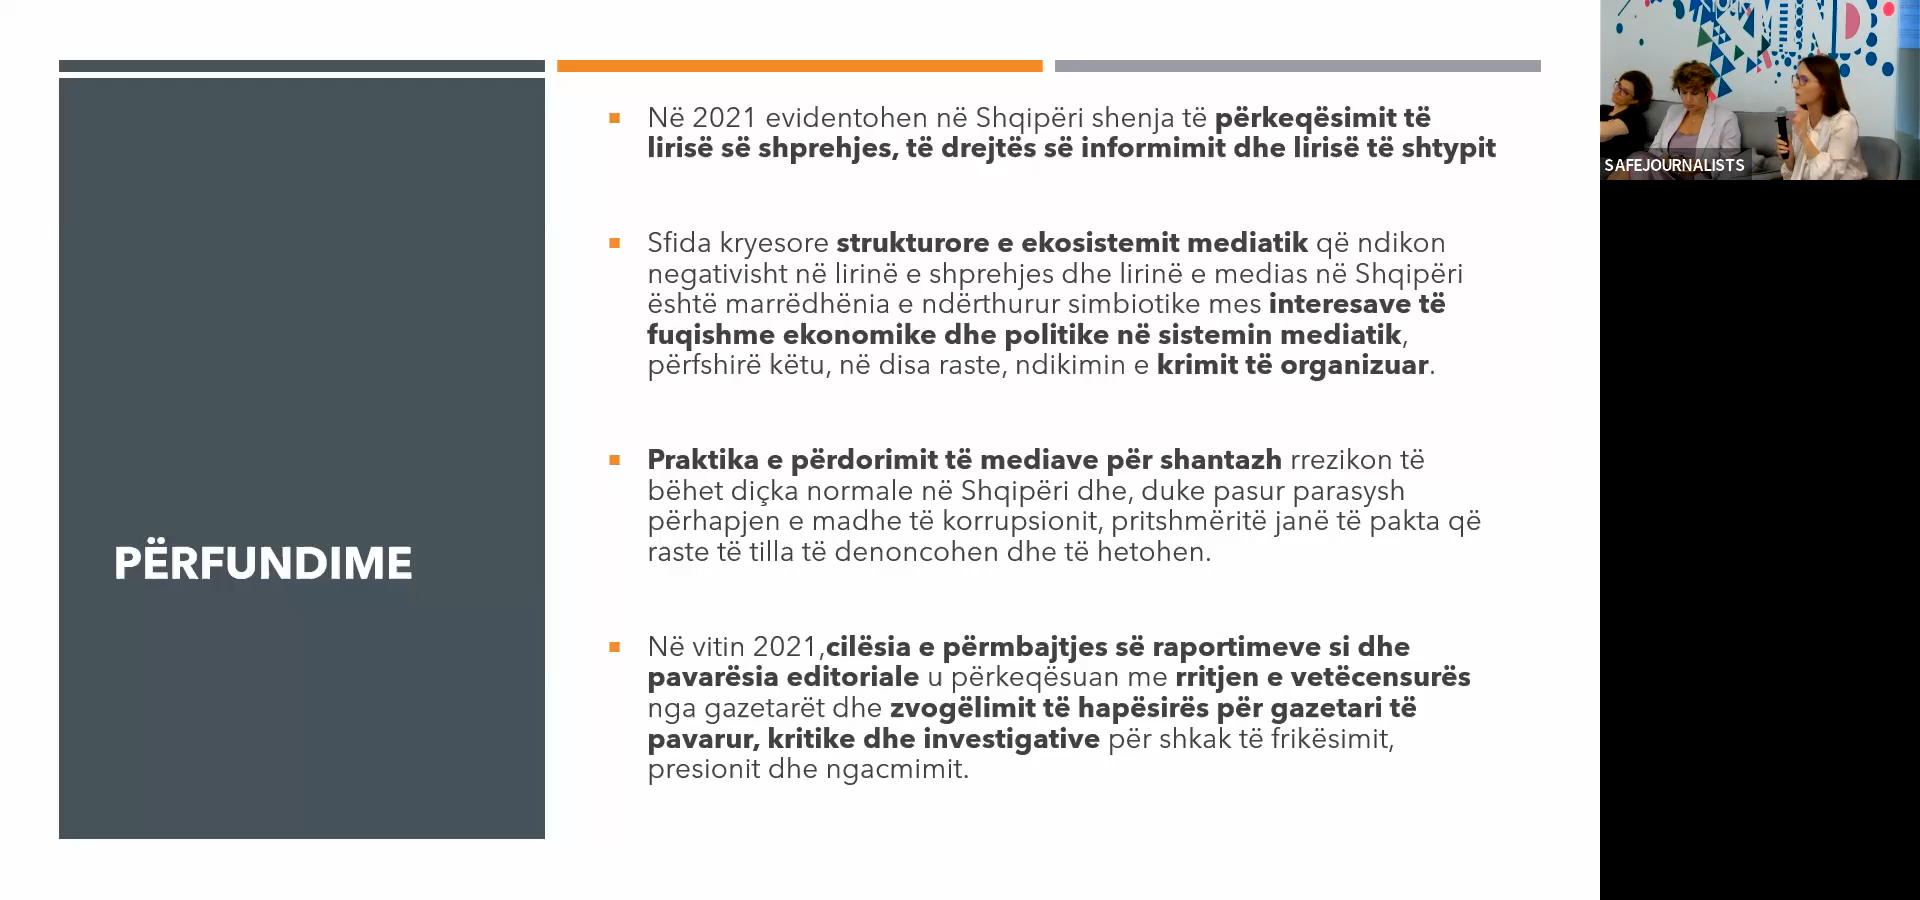 PËRFUNDIME
Në 2021 evidentohen në Shqipëri shenja të përkeqësimit të
lirisë së shprehjes, të drejtës së informimit dhe lirisë të shtypit
Sfida kryesore strukturore e ekosistemit mediatik që ndikon
negativisht në lirinë e shprehjes dhe lirinë e medias në Shqipëri
është marrëdhënia e ndërthurur simbiotike mes interesave të
fuqishme ekonomike dhe politike në sistemin mediatik,
përfshirë këtu, në disa raste, ndikimin e krimit të organizuar.
Praktika e përdorimit të mediave për shantazh rrezikon të
bëhet diçka normale në Shqipëri dhe, duke pasur parasysh
përhapjen e madhe të korrupsionit, pritshmëritë janë të pakta që
raste të tilla të denoncohen dhe të hetohen.
Në vitin 2021,cilësia e përmbajtjes së raportimeve si dhe
pavarësia editoriale u përkeqësuan me rritjen e vetëcensurës
nga gazetarët dhe zvogëlimit të hapësirës për gazetari të
pavarur, kritike dhe investigative për shkak të frikësimit,
presionit dhe ngacmimit.
MIND
SAFEJOURNALISTS